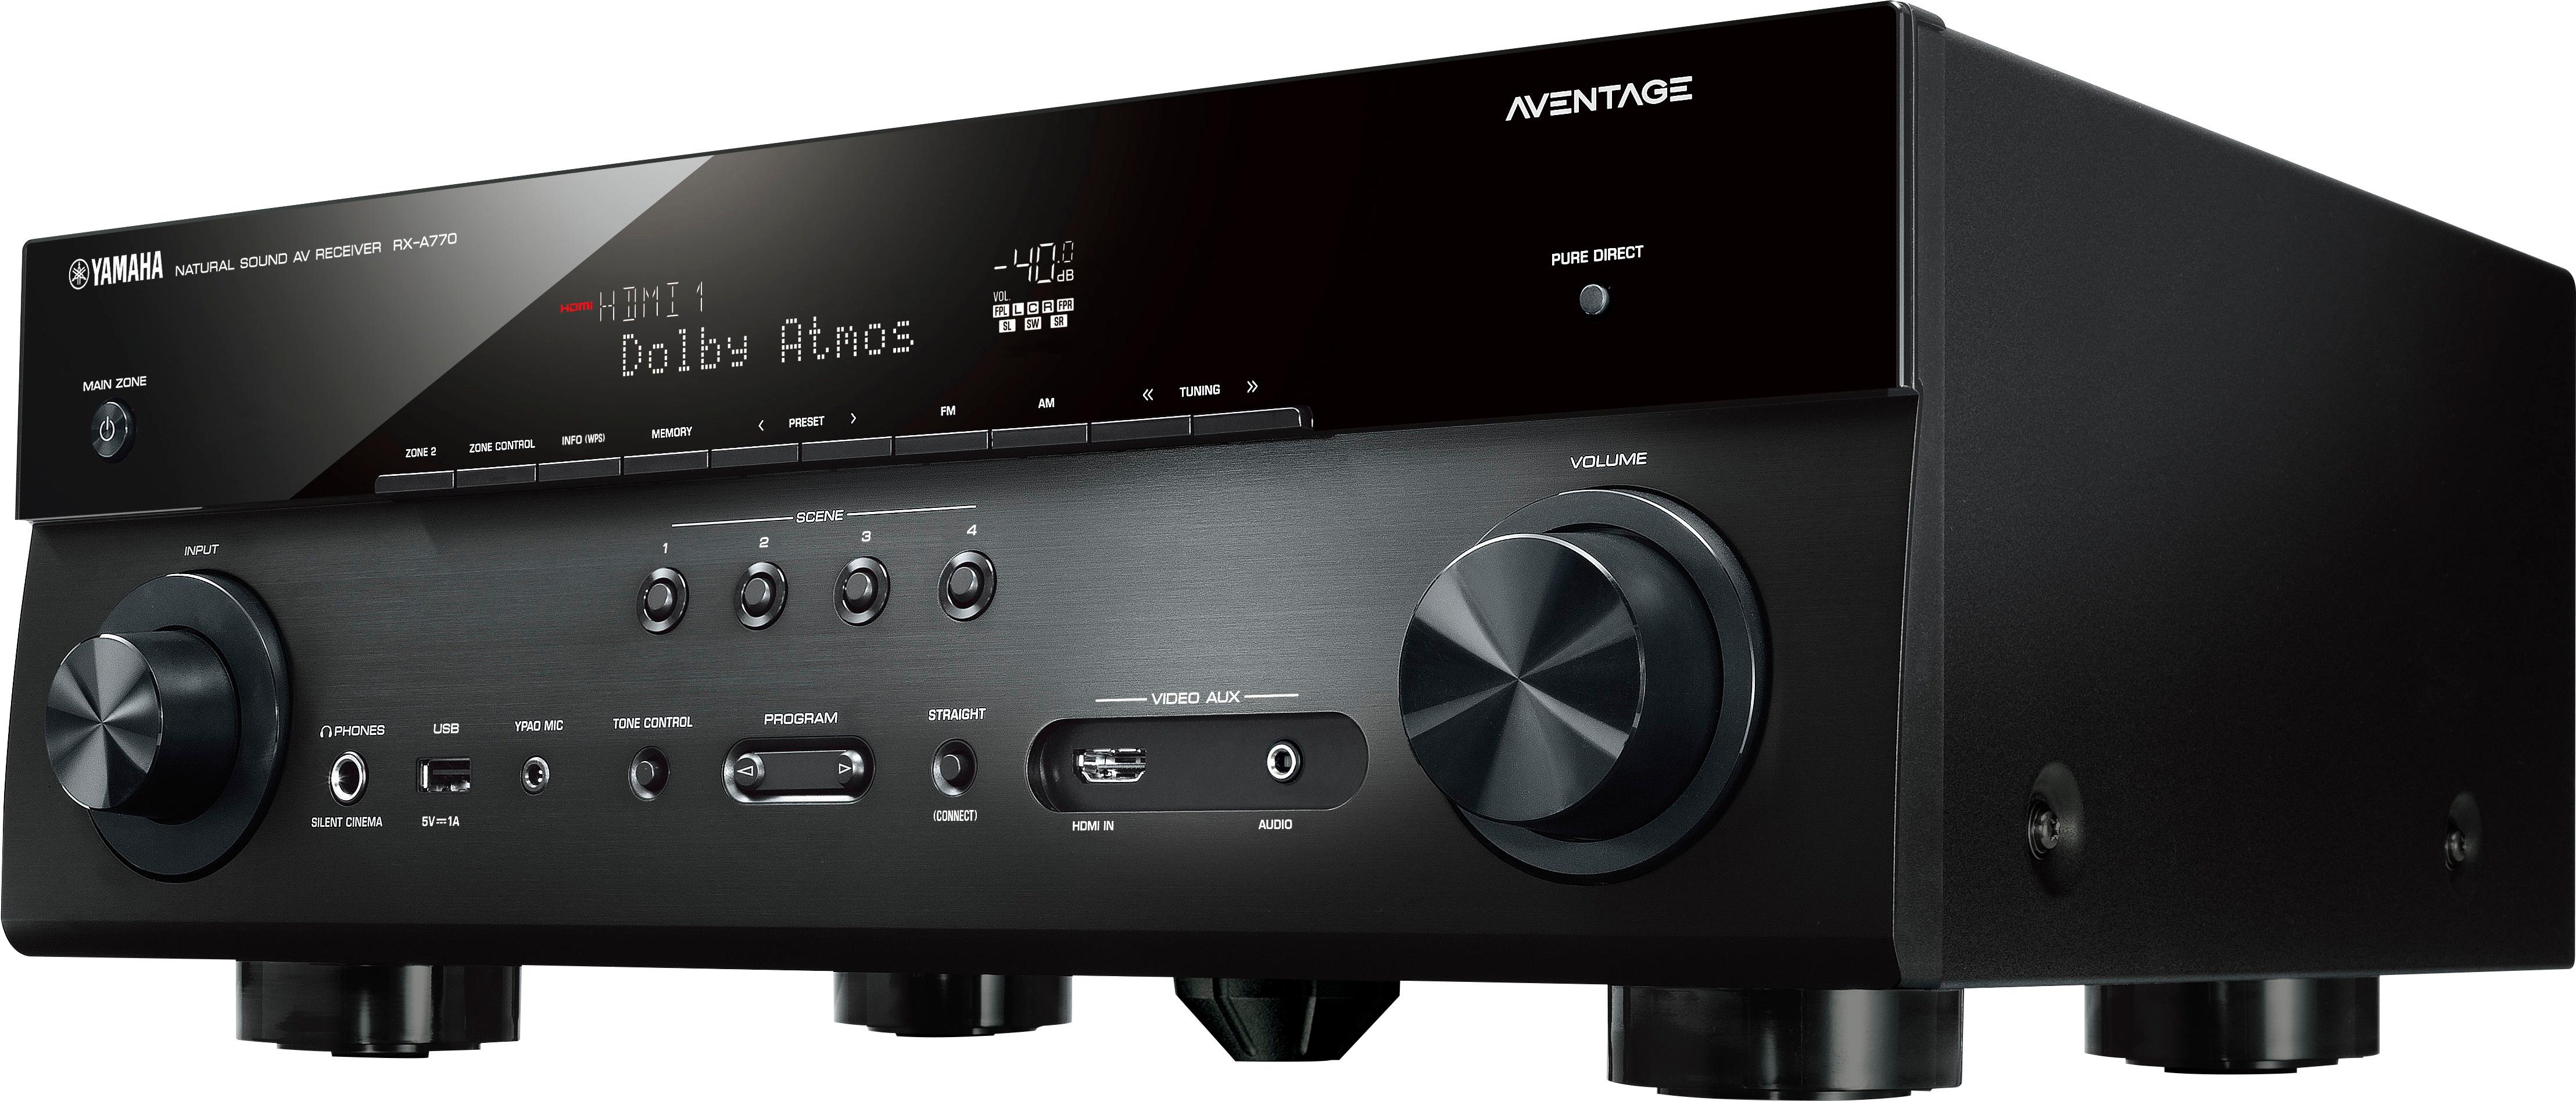 AVENTAGE
YAMAHA NATURAL SOUND AV RECEIVER RX-A770
PURE DIRECT
-40.0 dB
HDMI HDMI1
VOL.
FPL L C R FPR
SL SW SR
Dolby Atmos
MAIN ZONE
ZONE 2 ZONE CONTROL INFO (WPS) MEMORY < PRESET > FM AM « TUNING »
VOLUME
SCENE
1 2 3 4
INPUT
VIDEO AUX
PHONES USB YPAO MIC TONE CONTROL PROGRAM STRAIGHT
SILENT CINEMA 5V⎓1A (CONNECT) HDMI IN AUDIO